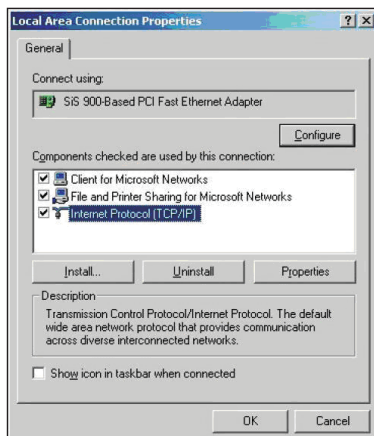 Local Area Connection Properties
General
Connect using:
SiS 900-Based PCI Fast Ethernet Adapter
Configure
Components checked are used by this connection:
Client for Microsoft Networks
File and Printer Sharing for Microsoft Networks
Internet Protocol (TCP/IP)
Install...
Uninstall
Properties
Description
Transmission Control Protocol/Internet Protocol. The default
wide area network protocol that provides communication
across diverse interconnected networks.
Show icon in taskbar when connected
OK
Cancel